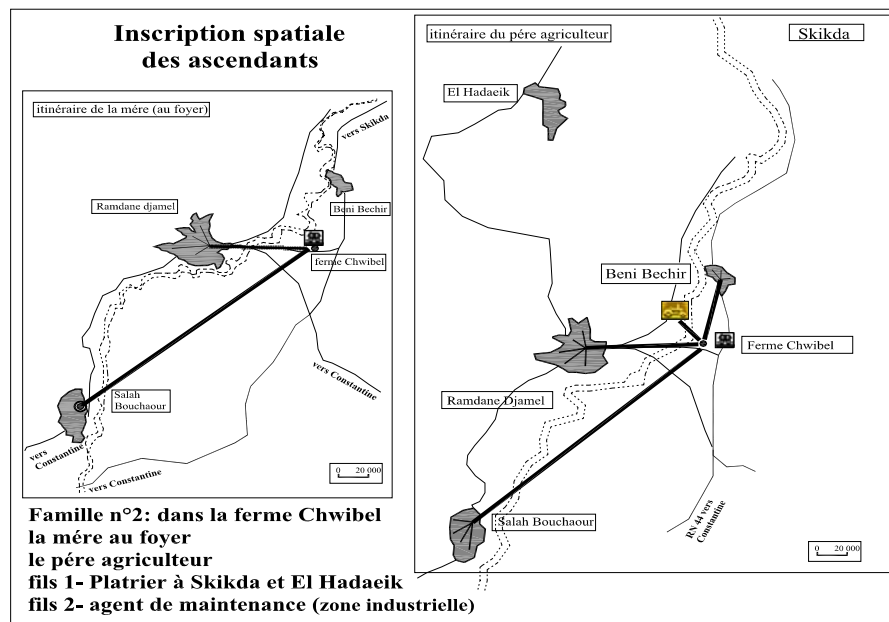 Inscription spatiale
des ascendants
itinéraire de la mére (au foyer)
vers Skikda
Ramdane djamel
Beni Bechir
ferme Chwibel
vers Constantine
Salah
Bouchaour
vers
Constantine
vers Constantine
0 20 000
itinéraire du pére agriculteur
Skikda
El Hadaeik
Beni Bechir
Ferme Chwibel
Ramdane Djamel
Salah Bouchaour
RN 44 vers
Constantine
0 20 000
Famille n°2: dans la ferme Chwibel
la mére au foyer
le pére agriculteur
fils 1- Platrier à Skikda et El Hadaeik
fils 2- agent de maintenance (zone industrielle)